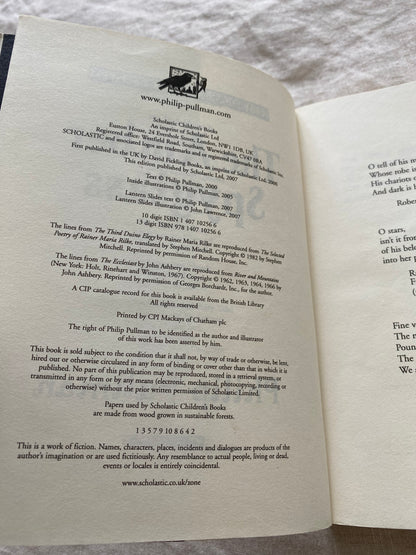 www.philip-pullman.com
Scholastic Children's Books
An imprint of Scholastic Ltd
Euston House, 24 Eversholt Street, London, NW1 1DB, UK
Registered office: Westfield Road, Southam, Warwickshire, CV47 0RA
SCHOLASTIC and associated logos are trademarks and or registered trademarks of Scholastic Inc.
First published in the UK by David Fickling Books, an imprint of Scholastic Ltd, 2000
This edition published by Scholastic Ltd, 2007
Text © Philip Pullman, 2000
Inside illustrations © Philip Pullman, 2005
Lantern Slides text © Philip Pullman, 2007
Lantern Slides illustration © John Lawrence, 2007
10 digit ISBN 1 407 10256 6
13 digit ISBN 978 1407 10256 6
The lines from The Third Duino Elegy by Rainer Maria Rilke are reproduced from The Selected
Poetry of Rainer Maria Rilke, translated by Stephen Mitchell. Copyright © 1982 by Stephen
Mitchell. Reprinted by permission of Random House, Inc.
The lines from The Ecclesiast by John Ashbery are reproduced from River and Mountains
(New York: Holt, Rinehart and Winston, 1967). Copyright © 1962, 1963, 1964, 1966 by
John Ashbery. Reprinted by permission of Georges Borchardt, Inc., for the author.
A CIP catalogue record for this book is available from the British Library
All rights reserved
Printed by CPI Mackays of Chatham plc
The right of Philip Pullman to be identified as the author and illustrator
of this work has been asserted by him.
This book is sold subject to the condition that it shall not, by way of trade or otherwise, be lent,
hired out or otherwise circulated in any form of binding or cover other than that in which it is
published. No part of this publication may be reproduced, stored in a retrieval system, or
transmitted in any form or by any means (electronic, mechanical, photocopying, recording or
otherwise) without the prior written permission of Scholastic Limited.
Papers used by Scholastic Children's Books
are made from wood grown in sustainable forests.
1 3 5 7 9 10 8 6 4 2
This is a work of fiction. Names, characters, places, incidents and dialogues are products of the
author's imagination or are used fictitiously. Any resemblance to actual people, living or dead,
events or locales is entirely coincidental.
www.scholastic.co.uk/zone
O tell of his m
Whose robe is
His chariots o
And dark is
Rober
O stars,
isn't it from
of his belo
into her p
R
F
(
Fine v
The r
Poun
The
We